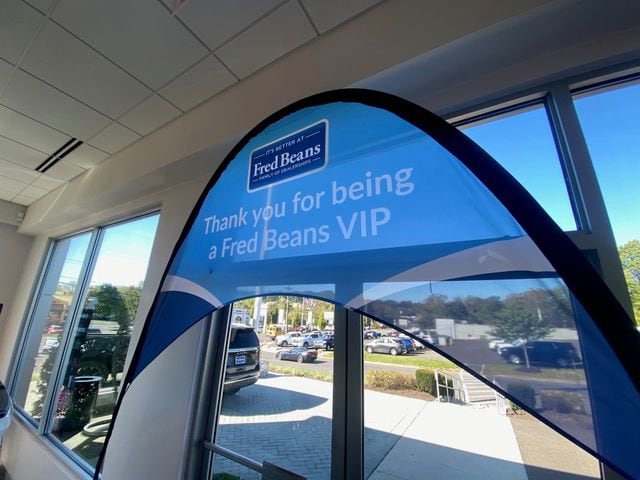 IT'S BETTER AT
Fred Beans
FAMILY OF DEALERSHIPS
Thank you for being
a Fred Beans VIP